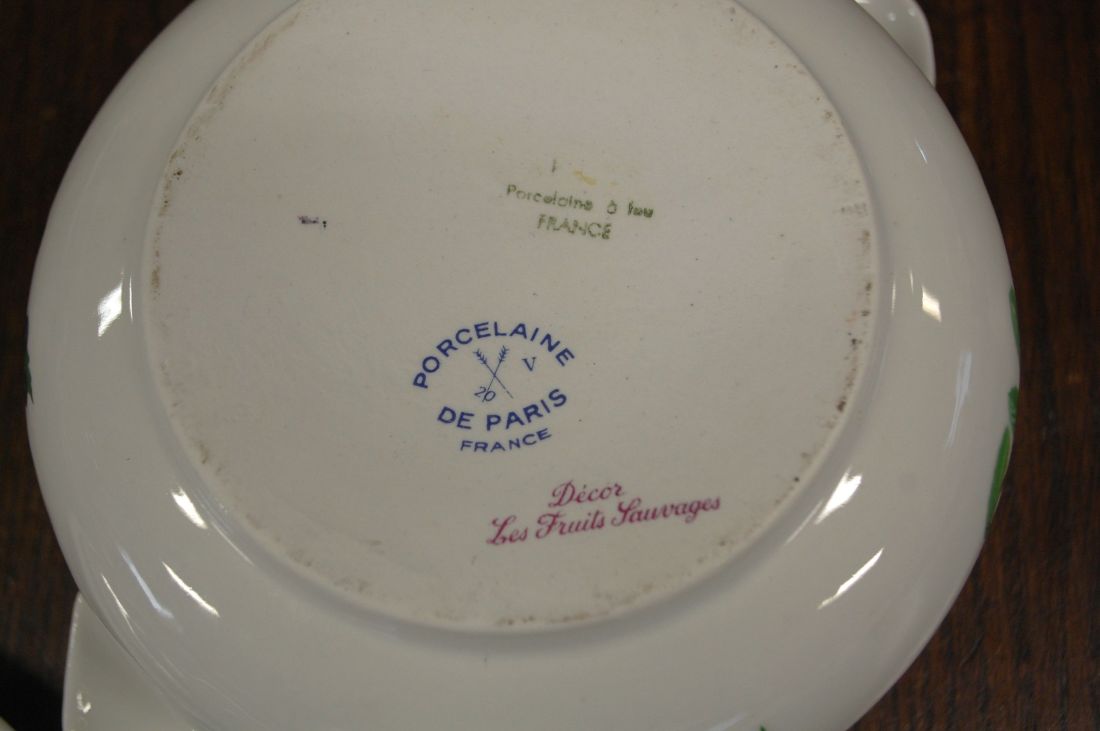 Porcelaine à feu
FRANCE
PORCELAINE
V
20
DE PARIS
FRANCE
Décor
Les Fruits Sauvages